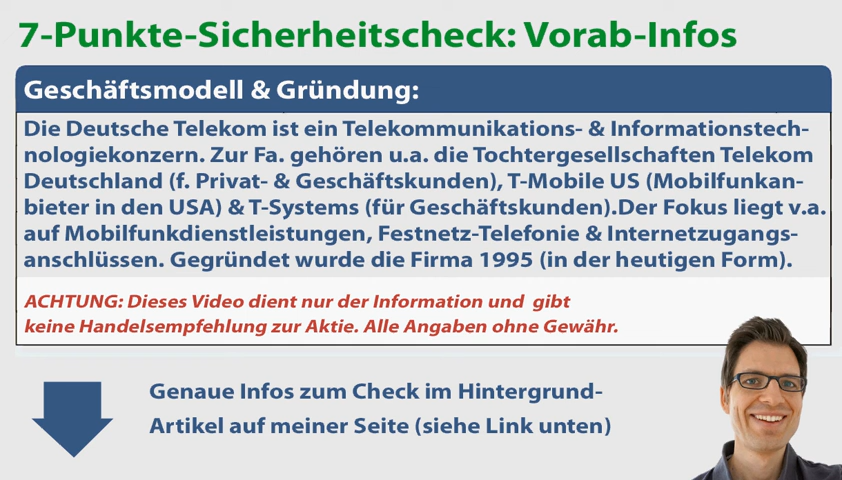 7-Punkte-Sicherheitscheck: Vorab-Infos
Geschäftsmodell & Gründung:
Die Deutsche Telekom ist ein Telekommunikations- & Informationstech-
nologiekonzern. Zur Fa. gehören u.a. die Tochtergesellschaften Telekom
Deutschland (f. Privat- & Geschäftskunden), T-Mobile US (Mobilfunkan-
bieter in den USA) & T-Systems (für Geschäftskunden).Der Fokus liegt v.a.
auf Mobilfunkdienstleistungen, Festnetz-Telefonie & Internetzugangs-
anschlüssen. Gegründet wurde die Firma 1995 (in der heutigen Form).
ACHTUNG: Dieses Video dient nur der Information und gibt
keine Handelsempfehlung zur Aktie. Alle Angaben ohne Gewähr.
Genaue Infos zum Check im Hintergrund-
Artikel auf meiner Seite (siehe Link unten)